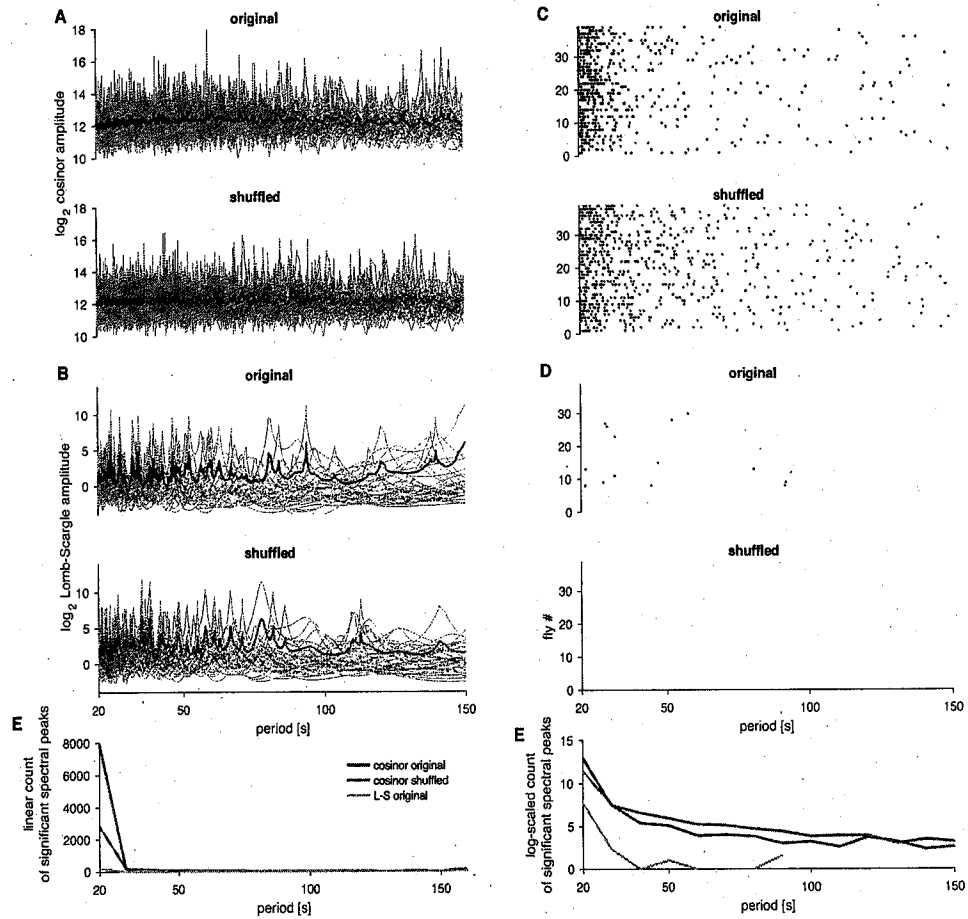 A
original
18
16
14
12
10
shuffled
18
16
14
12
10
log2 cosinor amplitude
B
original
10
5
0
shuffled
10
5
0
log2 Lomb-Scargle amplitude
20
50
100
150
period [s]
C
original
30
20
10
0
shuffled
30
20
10
0
D
original
30
20
10
0
shuffled
30
20
10
0
fly #
20
50
100
150
period [s]
E
8000
6000
4000
2000
0
linear count
of significant spectral peaks
cosinor original
cosinor shuffled
L-S original
20
50
100
150
period [s]
E
15
10
5
0
log-scaled count
of significant spectral peaks
20
50
100
150
period [s]